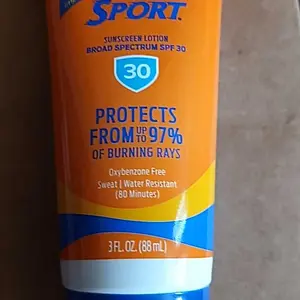 SPORT
SUNSCREEN LOTION
BROAD SPECTRUM SPF 30
30
PROTECTS
FROM UP TO 97%
OF BURNING RAYS
Oxybenzone Free
Sweat | Water Resistant
(80 Minutes)
3 FL. OZ. (88 mL)